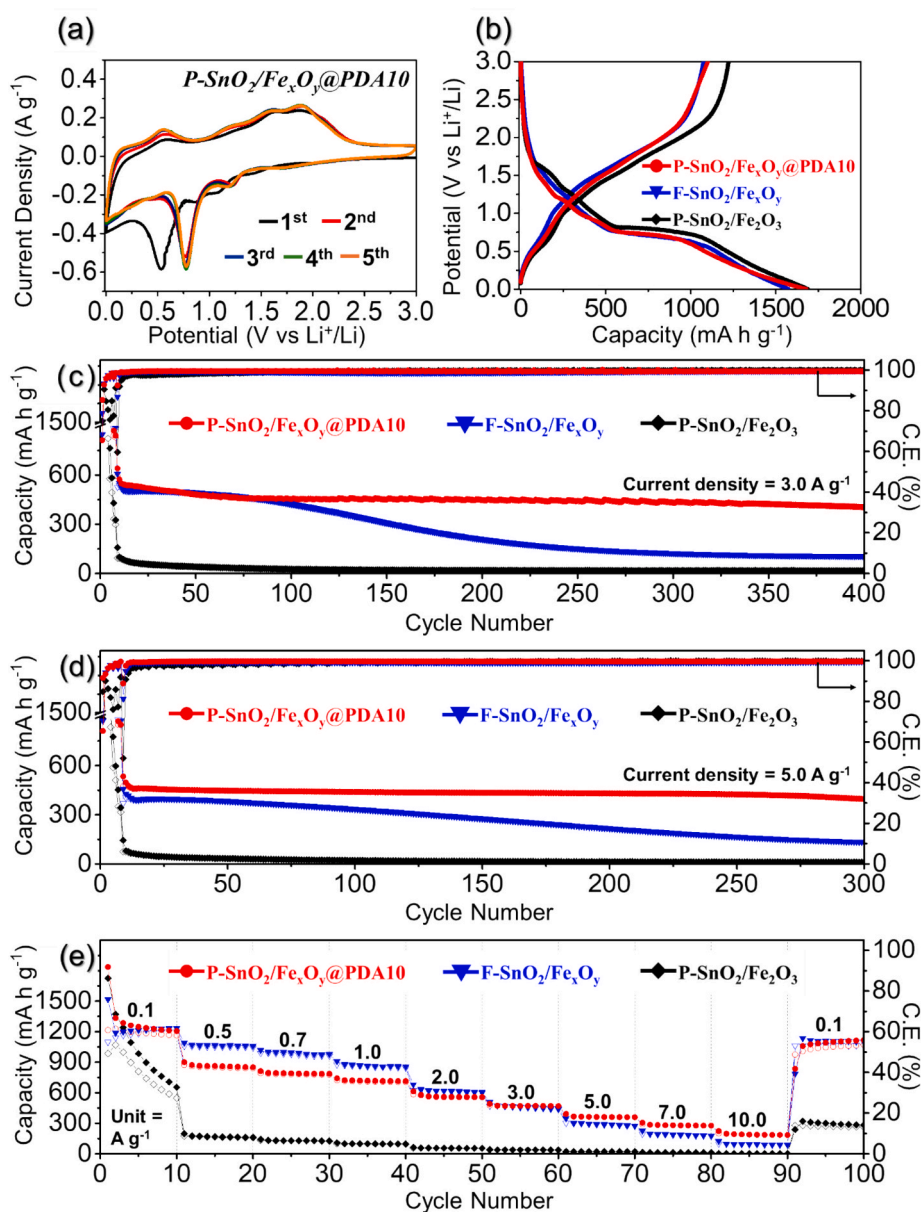 (a)
P-SnO₂/FeₓOᵧ@PDA10
Current Density (A g⁻¹)
0.4
0.2
0.0
-0.2
-0.4
-0.6
1ˢᵗ 2ⁿᵈ
3ʳᵈ 4ᵗʰ 5ᵗʰ
0.0 0.5 1.0 1.5 2.0 2.5 3.0
Potential (V vs Li⁺/Li)
(b)
Potential (V vs Li⁺/Li)
3.0
2.5
2.0
1.5
1.0
0.5
0.0
P-SnO₂/FeₓOᵧ@PDA10
F-SnO₂/FeₓOᵧ
P-SnO₂/Fe₂O₃
0 500 1000 1500 2000
Capacity (mA h g⁻¹)
(c)
Capacity (mA h g⁻¹)
1500
600
300
0
P-SnO₂/FeₓOᵧ@PDA10 F-SnO₂/FeₓOᵧ P-SnO₂/Fe₂O₃
Current density = 3.0 A g⁻¹
100
80
60
40
20
0
C.E. (%)
0 50 100 150 200 250 300 350 400
Cycle Number
(d)
Capacity (mA h g⁻¹)
1500
600
300
0
P-SnO₂/FeₓOᵧ@PDA10 F-SnO₂/FeₓOᵧ P-SnO₂/Fe₂O₃
Current density = 5.0 A g⁻¹
100
80
60
40
20
0
C.E. (%)
0 50 100 150 200 250 300
Cycle Number
(e)
Capacity (mA h g⁻¹)
1500
1200
900
600
300
0
P-SnO₂/FeₓOᵧ@PDA10 F-SnO₂/FeₓOᵧ P-SnO₂/Fe₂O₃
0.1 0.5 0.7 1.0 2.0 3.0 5.0 7.0 10.0 0.1
Unit =
A g⁻¹
100
80
60
40
20
0
C.E. (%)
0 10 20 30 40 50 60 70 80 90 100
Cycle Number